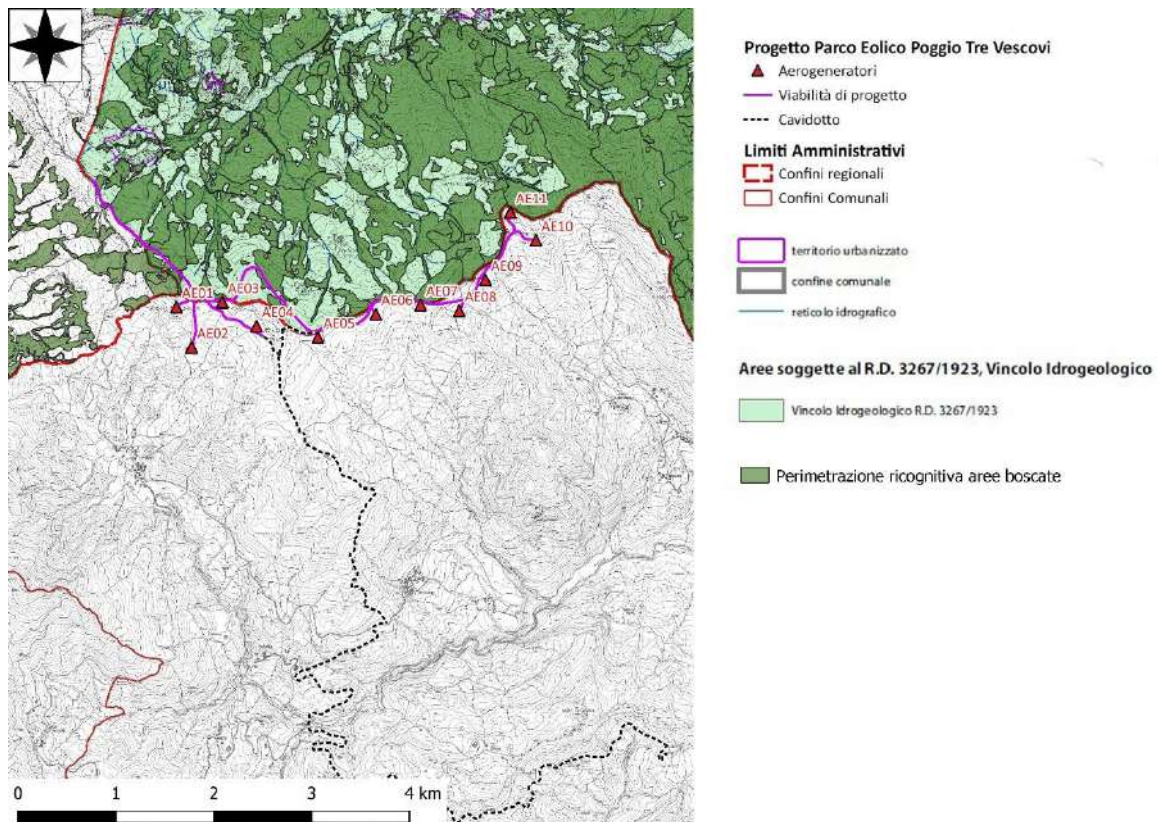 Progetto Parco Eolico Poggio Tre Vescovi
Aerogeneratori
Viabilità di progetto
Cavidotto
Limiti Amministrativi
Confini regionali
Confini Comunali
territorio urbanizzato
confine comunale
reticolo idrografico
Aree soggette al R.D. 3267/1923, Vincolo Idrogeologico
Vincolo Idrogeologico R.D. 3267/1923
Perimetrazione ricognitiva aree boscate
AE11
AE10
AE09
AE01
AE03
AE06
AE07
AE08
AE04
AE05
AE02
0 1 2 3 4 km